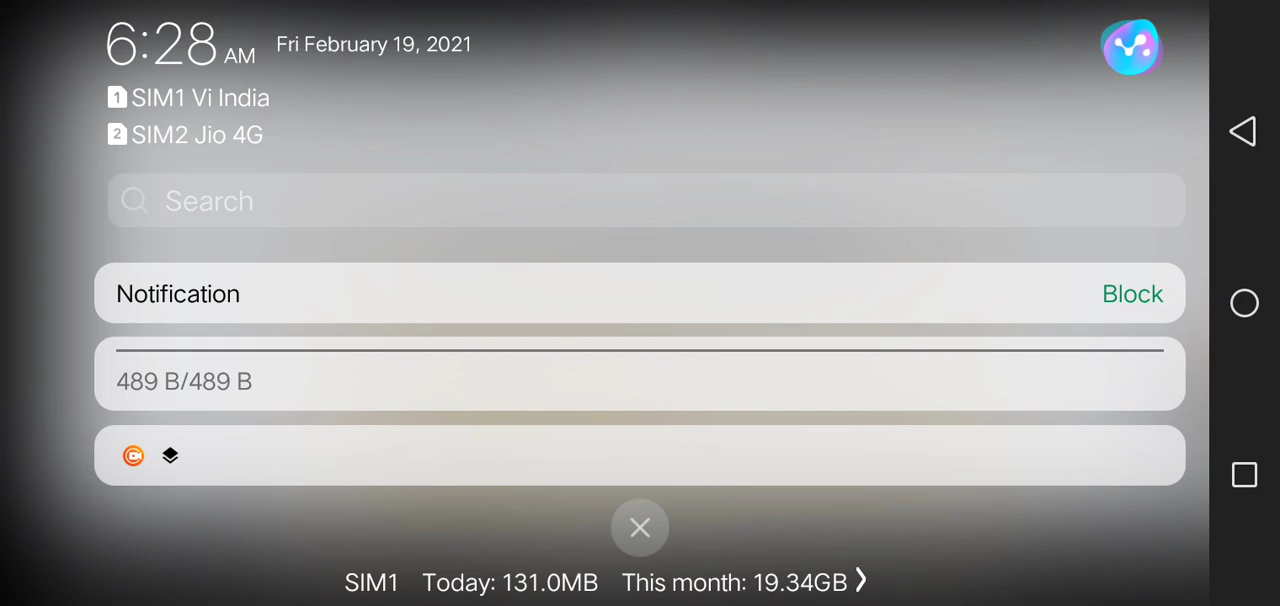 6:28 AM Fri February 19, 2021
1 SIM1 Vi India
2 SIM2 Jio 4G
Search
Notification Block
489 B/489 B
SIM1 Today: 131.0MB This month: 19.34GB